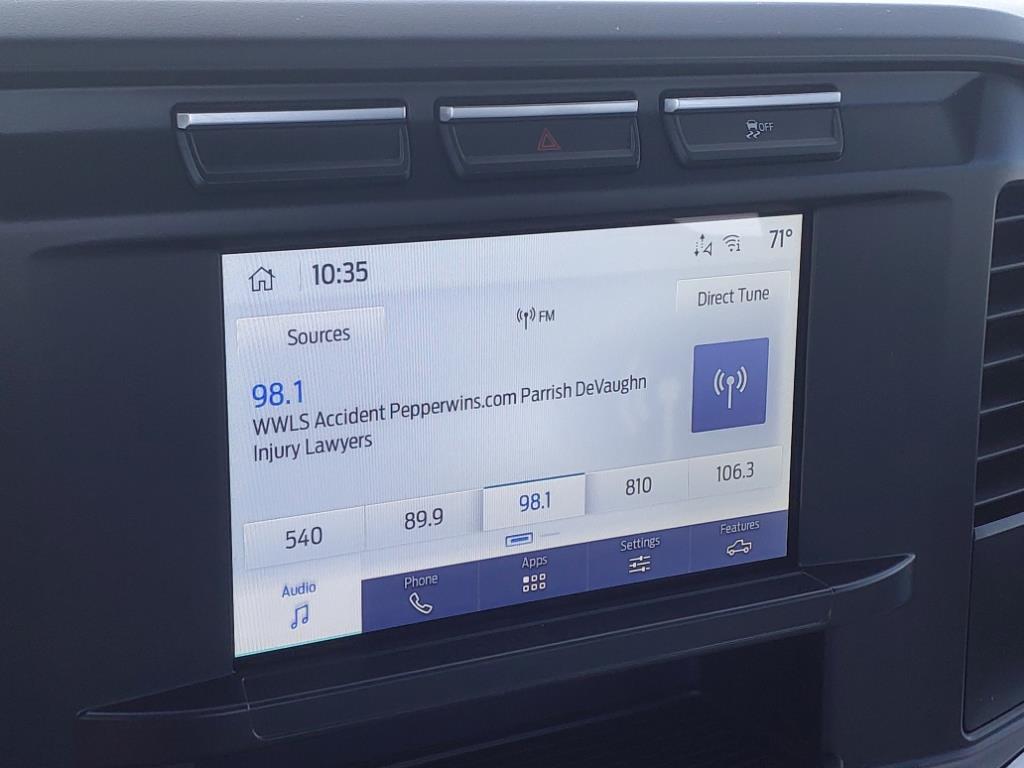 OFF
10:35
71°
Sources
FM
Direct Tune
98.1
WWLS Accident Pepperwins.com Parrish DeVaughn
Injury Lawyers
540
89.9
98.1
810
106.3
Audio
Phone
Apps
Settings
Features